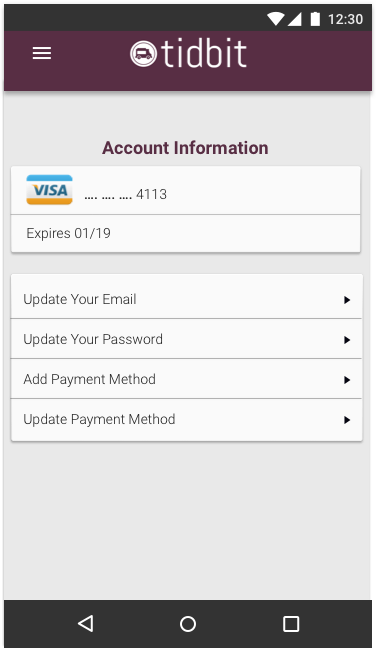 12:30
tidbit
Account Information
VISA .... .... .... 4113
Expires 01/19
Update Your Email
Update Your Password
Add Payment Method
Update Payment Method